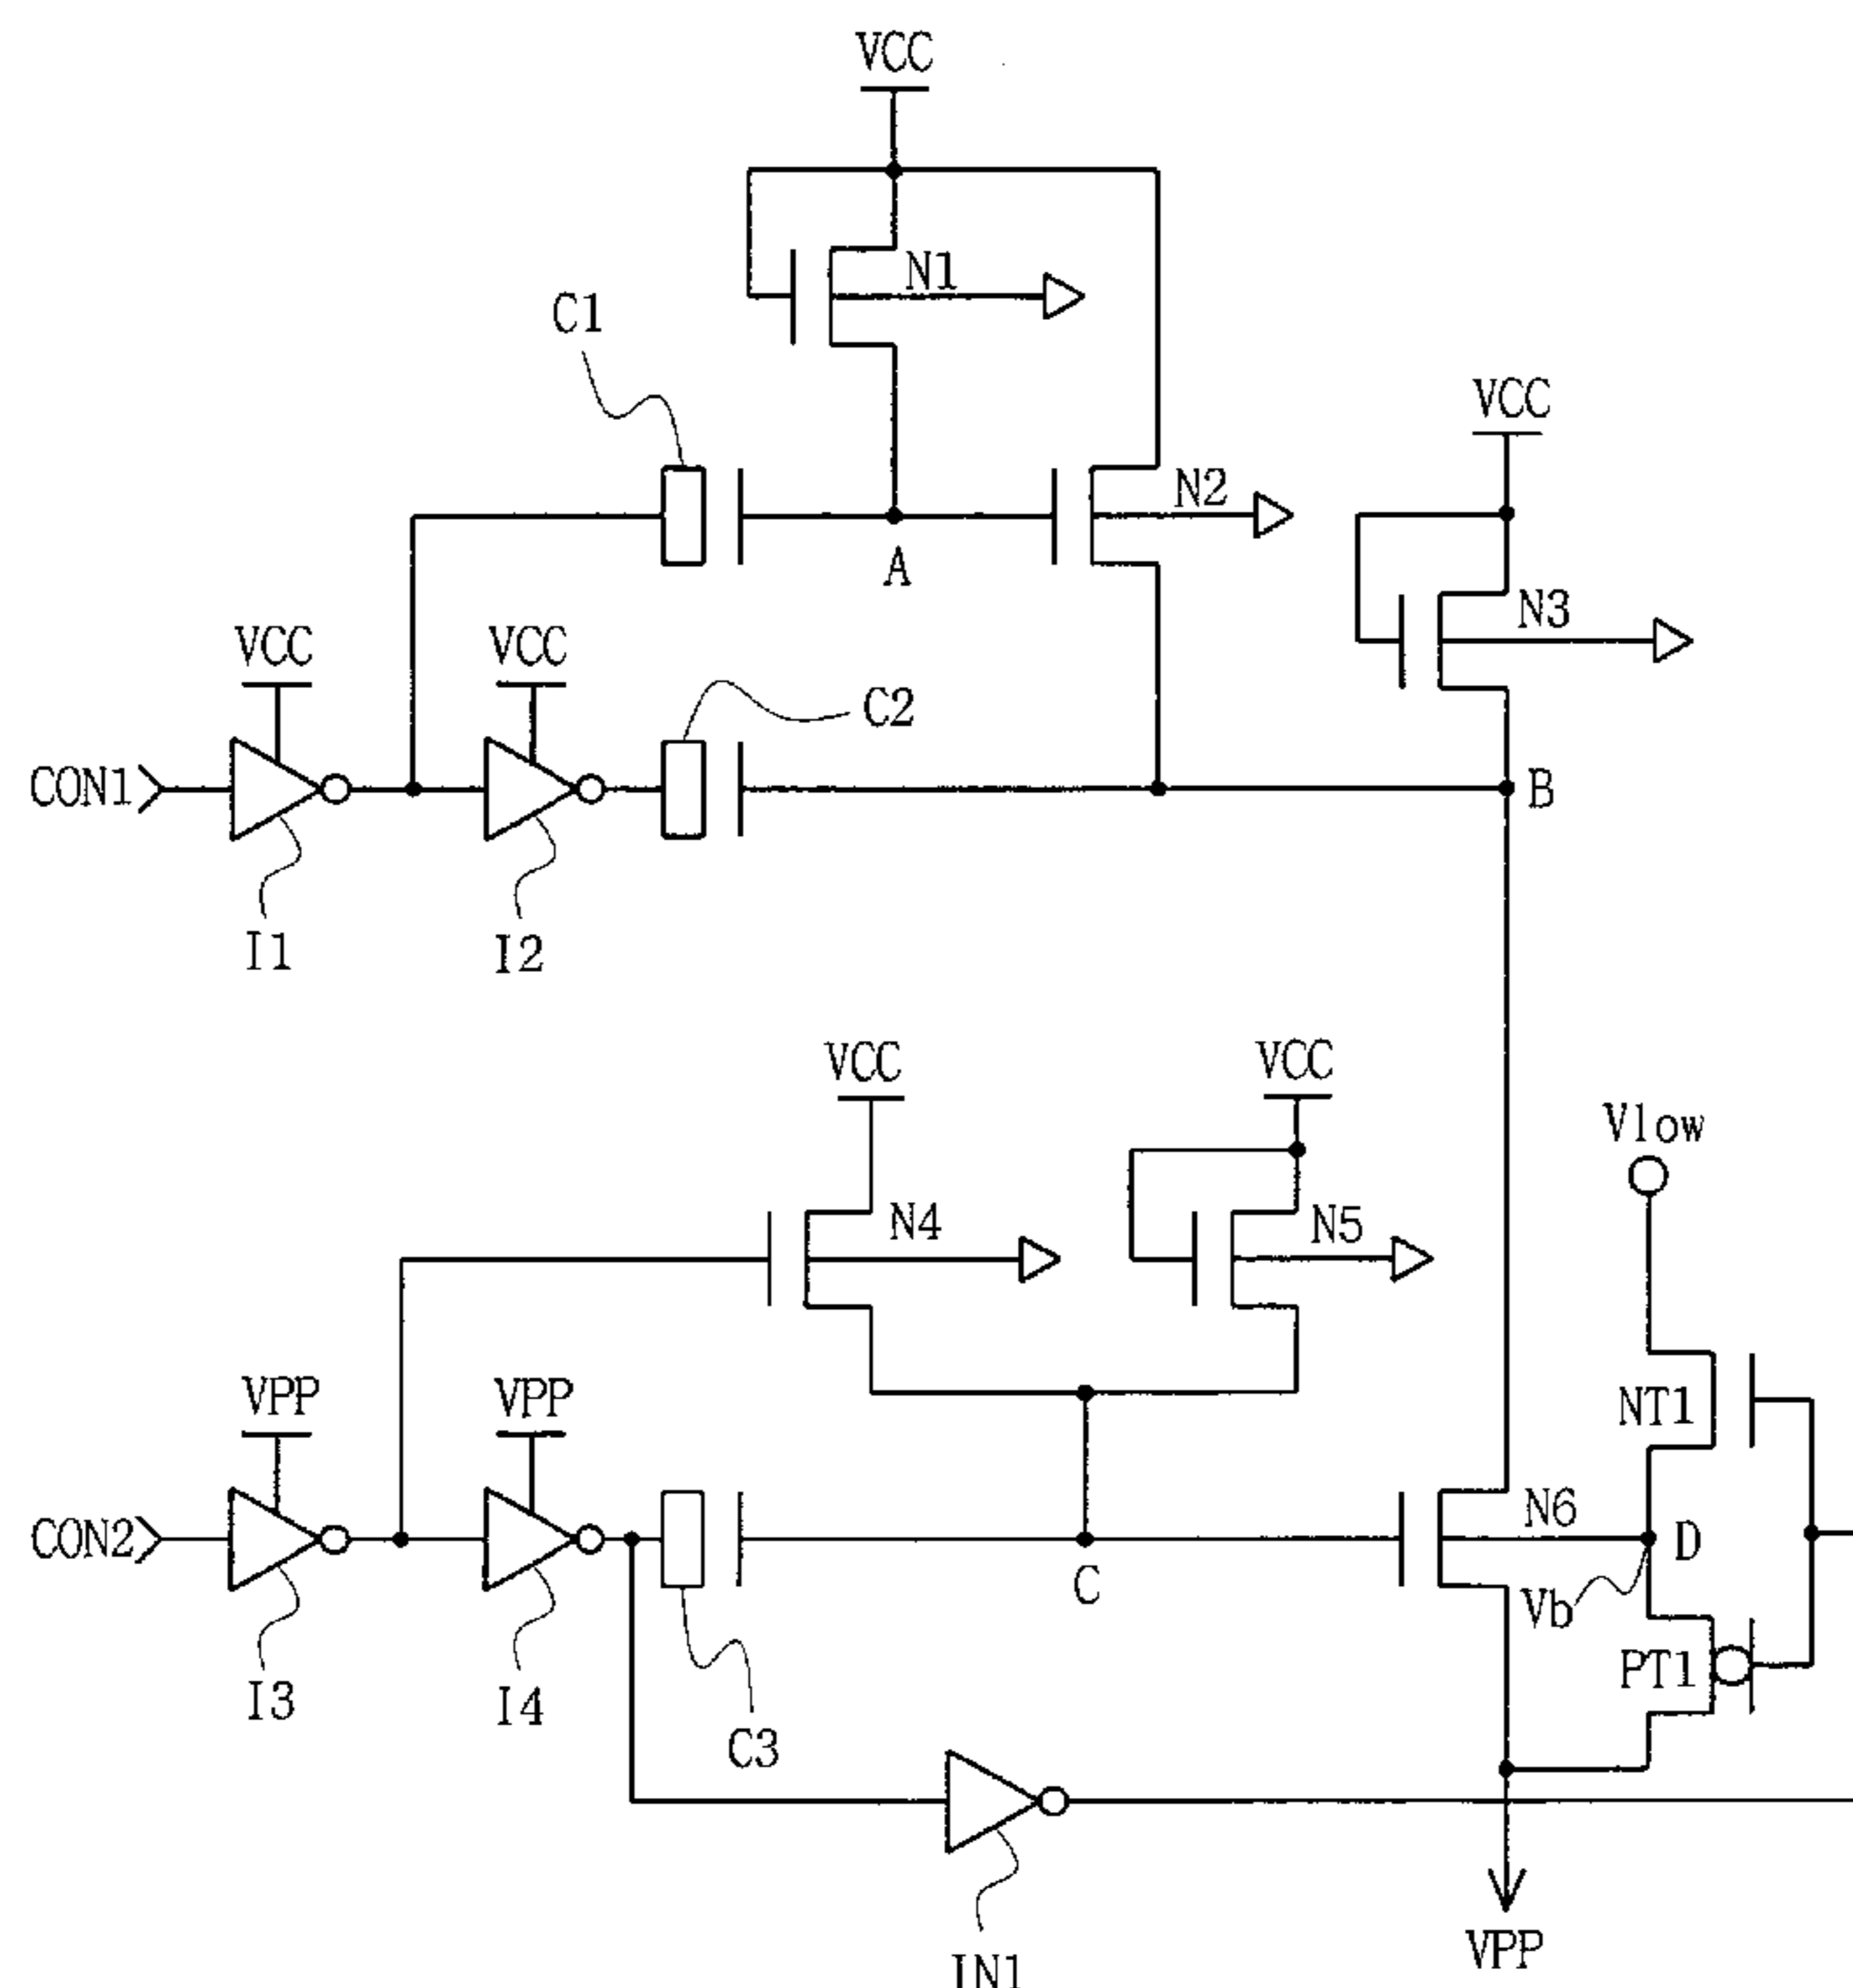 VCC
N1
C1
VCC
N2
A
N3
VCC
VCC
C2
CON1
B
I1
I2
VCC
VCC
Vlow
N4
N5
VPP
VPP
NT1
N6
CON2
D
C
Vb
PT1
I3
I4
C3
VPP
IN1